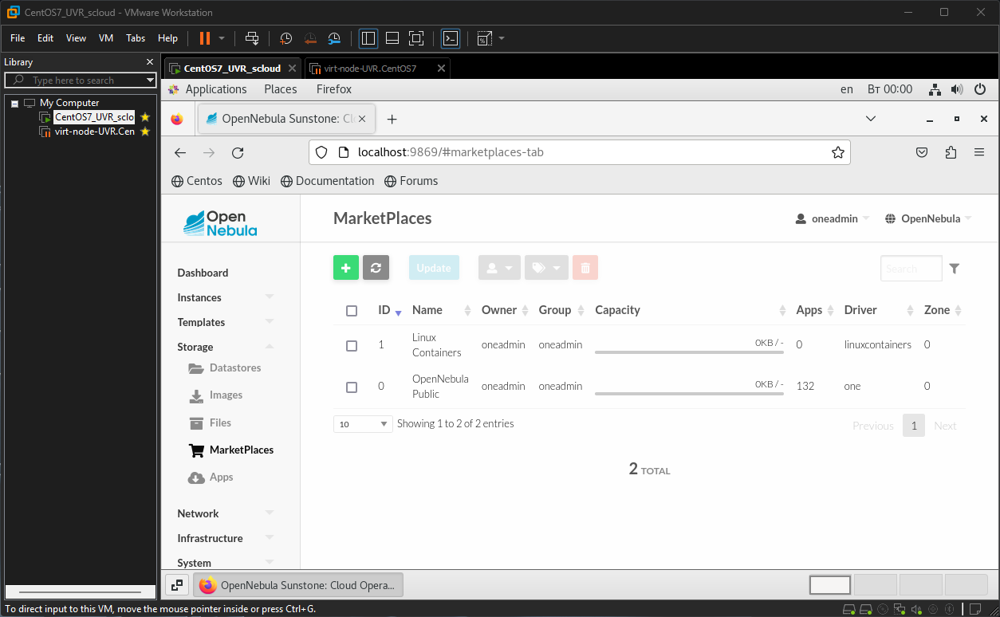 CentOS7_UVR_scloud - VMware Workstation
File Edit View VM Tabs Help
Library
Type here to search
My Computer
CentOS7_UVR_sclo
virt-node-UVR.Cen
CentOS7_UVR_scloud virt-node-UVR.CentOS7
Applications Places Firefox en Вт 00:00
OpenNebula Sunstone: Cl
localhost:9869/#marketplaces-tab
Centos Wiki Documentation Forums
Open
Nebula
MarketPlaces oneadmin OpenNebula
Dashboard
Instances
Templates
Storage
Datastores
Images
Files
MarketPlaces
Apps
Network
Infrastructure
System
Update Search
ID Name Owner Group Capacity Apps Driver Zone
1 Linux Containers oneadmin oneadmin 0KB / - 0 linuxcontainers 0
0 OpenNebula Public oneadmin oneadmin 0KB / - 132 one 0
10 Showing 1 to 2 of 2 entries Previous 1 Next
2 TOTAL
OpenNebula Sunstone: Cloud Opera...
To direct input to this VM, move the mouse pointer inside or press Ctrl+G.